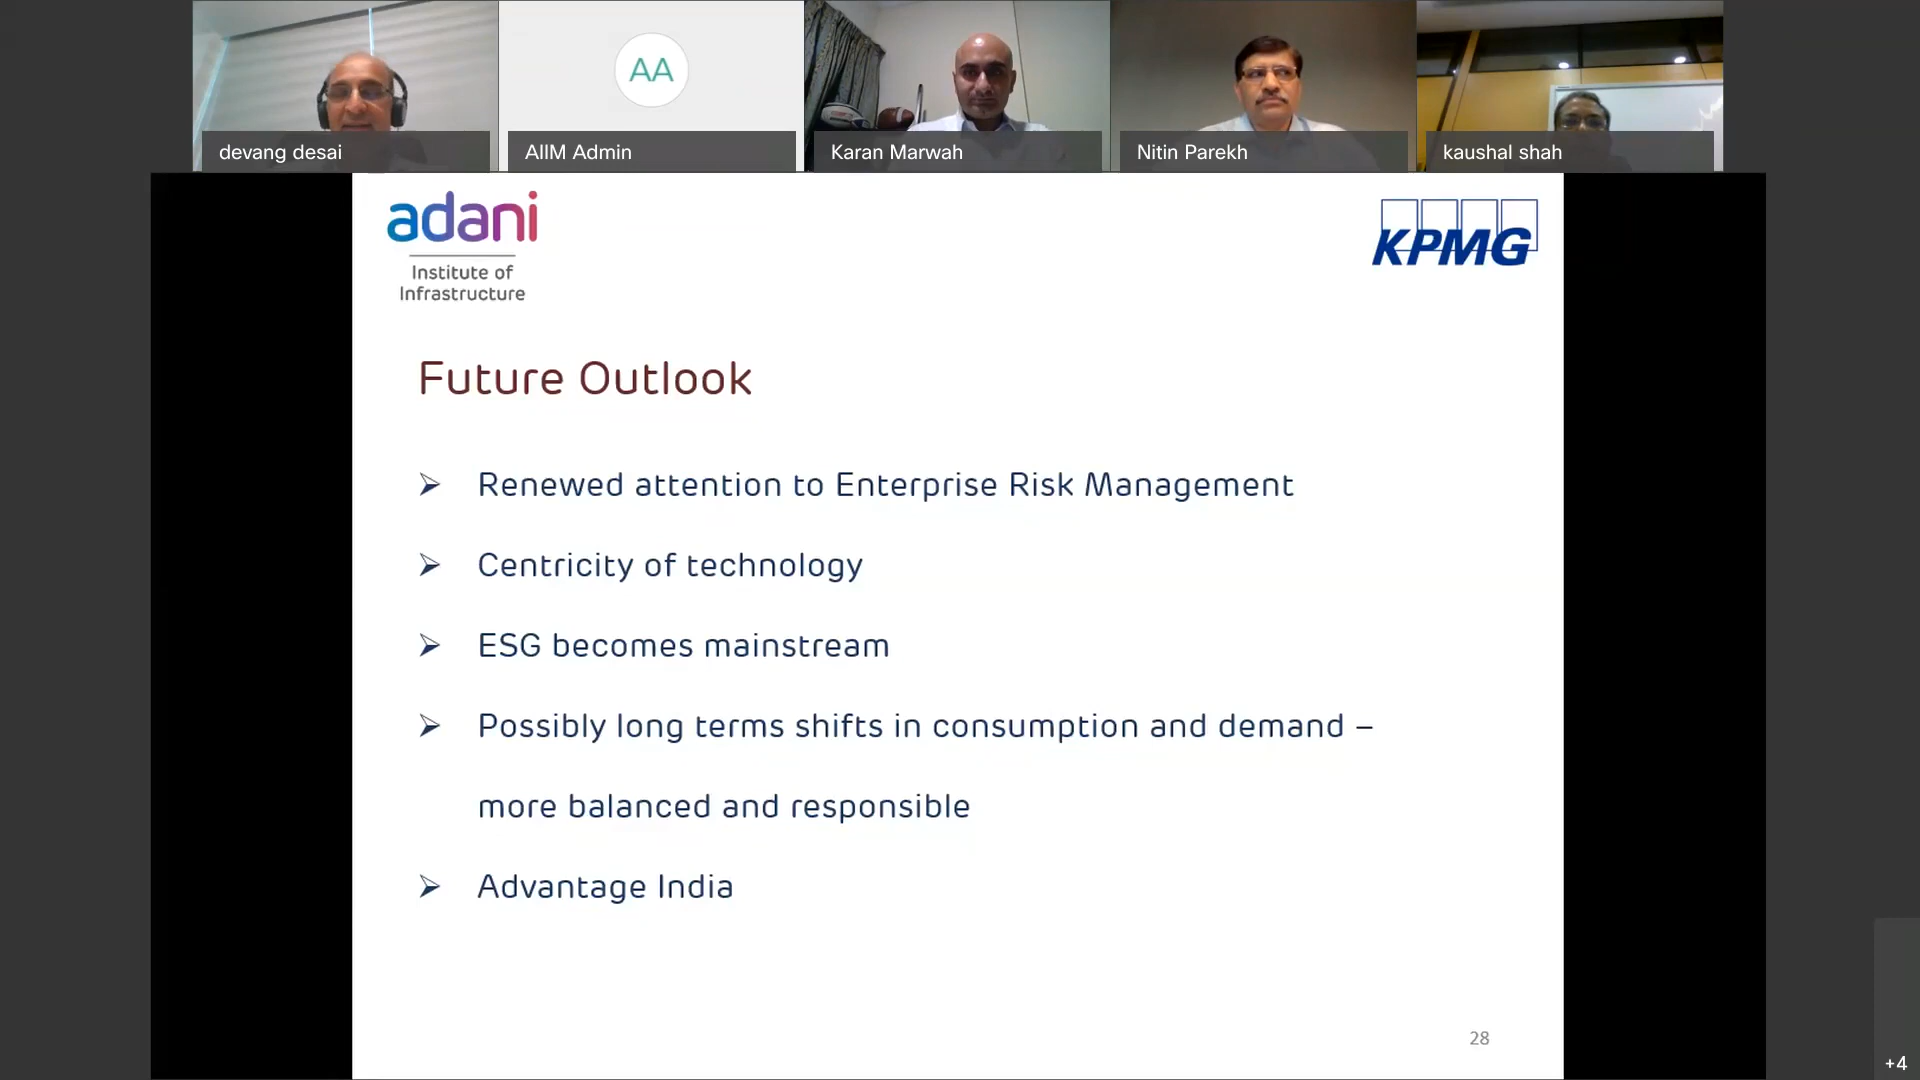 AA
devang desai
AIIM Admin
Karan Marwah
Nitin Parekh
kaushal shah
adani
Institute of
Infrastructure
KPMG
Future Outlook
➢ Renewed attention to Enterprise Risk Management
➢ Centricity of technology
➢ ESG becomes mainstream
➢ Possibly long terms shifts in consumption and demand –
more balanced and responsible
➢ Advantage India
28
+4